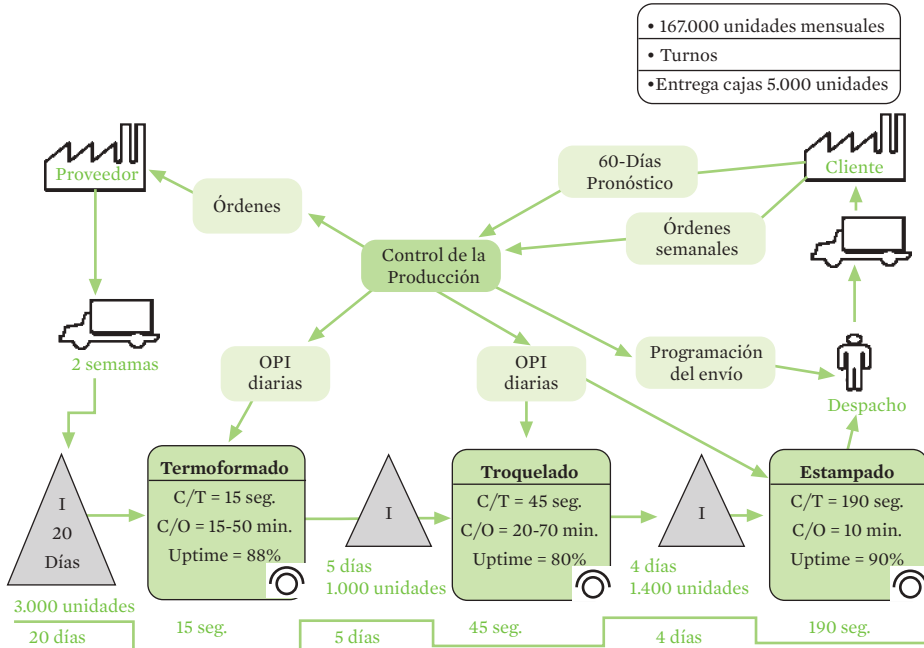 • 167.000 unidades mensuales
• Turnos
•Entrega cajas 5.000 unidades
Proveedor
Cliente
60-Días
Pronóstico
Órdenes
Órdenes
semanales
Control de la
Producción
2 semamas
OPI
diarias
OPI
diarias
Programación
del envío
Despacho
I
20
Días
3.000 unidades
Termoformado
C/T = 15 seg.
C/O = 15-50 min.
Uptime = 88%
I
5 días
1.000 unidades
Troquelado
C/T = 45 seg.
C/O = 20-70 min.
Uptime = 80%
I
4 días
1.400 unidades
Estampado
C/T = 190 seg.
C/O = 10 min.
Uptime = 90%
20 días
15 seg.
5 días
45 seg.
4 días
190 seg.